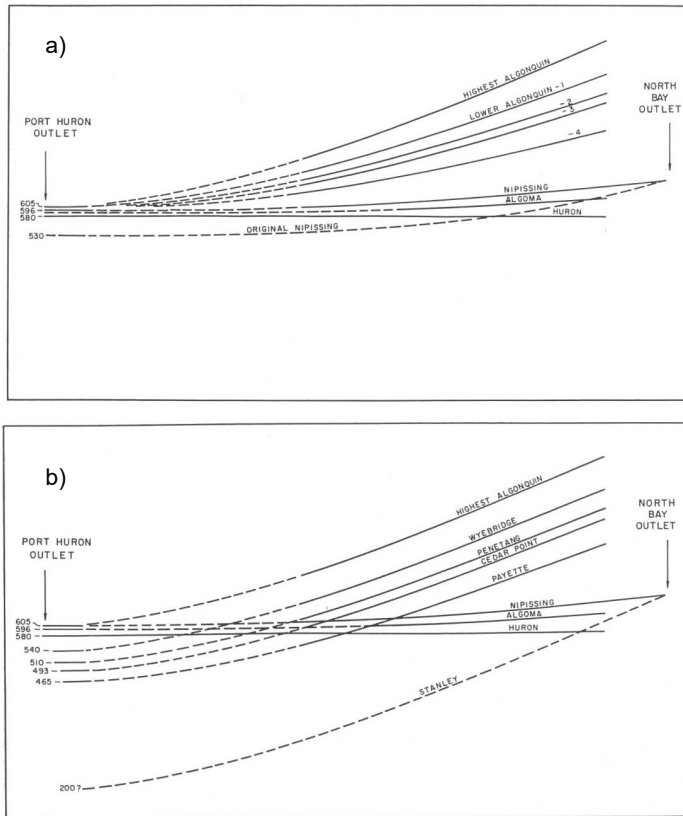 a)
HIGHEST ALGONQUIN
LOWER ALGONQUIN -1
-2
-3
-4
PORT HURON
OUTLET
NORTH
BAY
OUTLET
605
596
580
530
NIPISSING
ALGOMA
HURON
ORIGINAL NIPISSING
b)
HIGHEST ALGONQUIN
WYEBRIDGE
PENETANG
CEDAR POINT
PAYETTE
PORT HURON
OUTLET
NORTH
BAY
OUTLET
605
596
580
540
510
493
465
NIPISSING
ALGOMA
HURON
STANLEY
200?